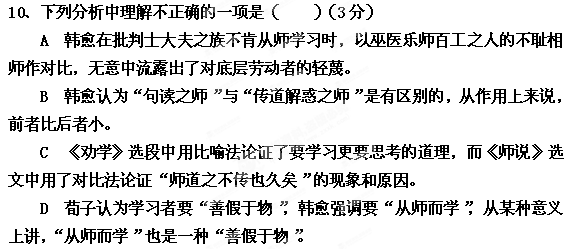 10、下列分析中理解不正确的一项是（　　）（3分）
A　韩愈在批判士大夫之族不肯从师学习时，以巫医乐师百工之人的不耻相
师作对比，无意中流露出了对底层劳动者的轻蔑。
B　韩愈认为“句读之师”与“传道解惑之师”是有区别的，从作用上来说，
前者比后者小。
C　《劝学》选段中用比喻法论证了要学习更要思考的道理，而《师说》选
文中用了对比法论证“师道之不传也久矣”的现象和原因。
D　荀子认为学习者要“善假于物”，韩愈强调要“从师而学”，从某种意义
上讲，“从师而学”也是一种“善假于物”。